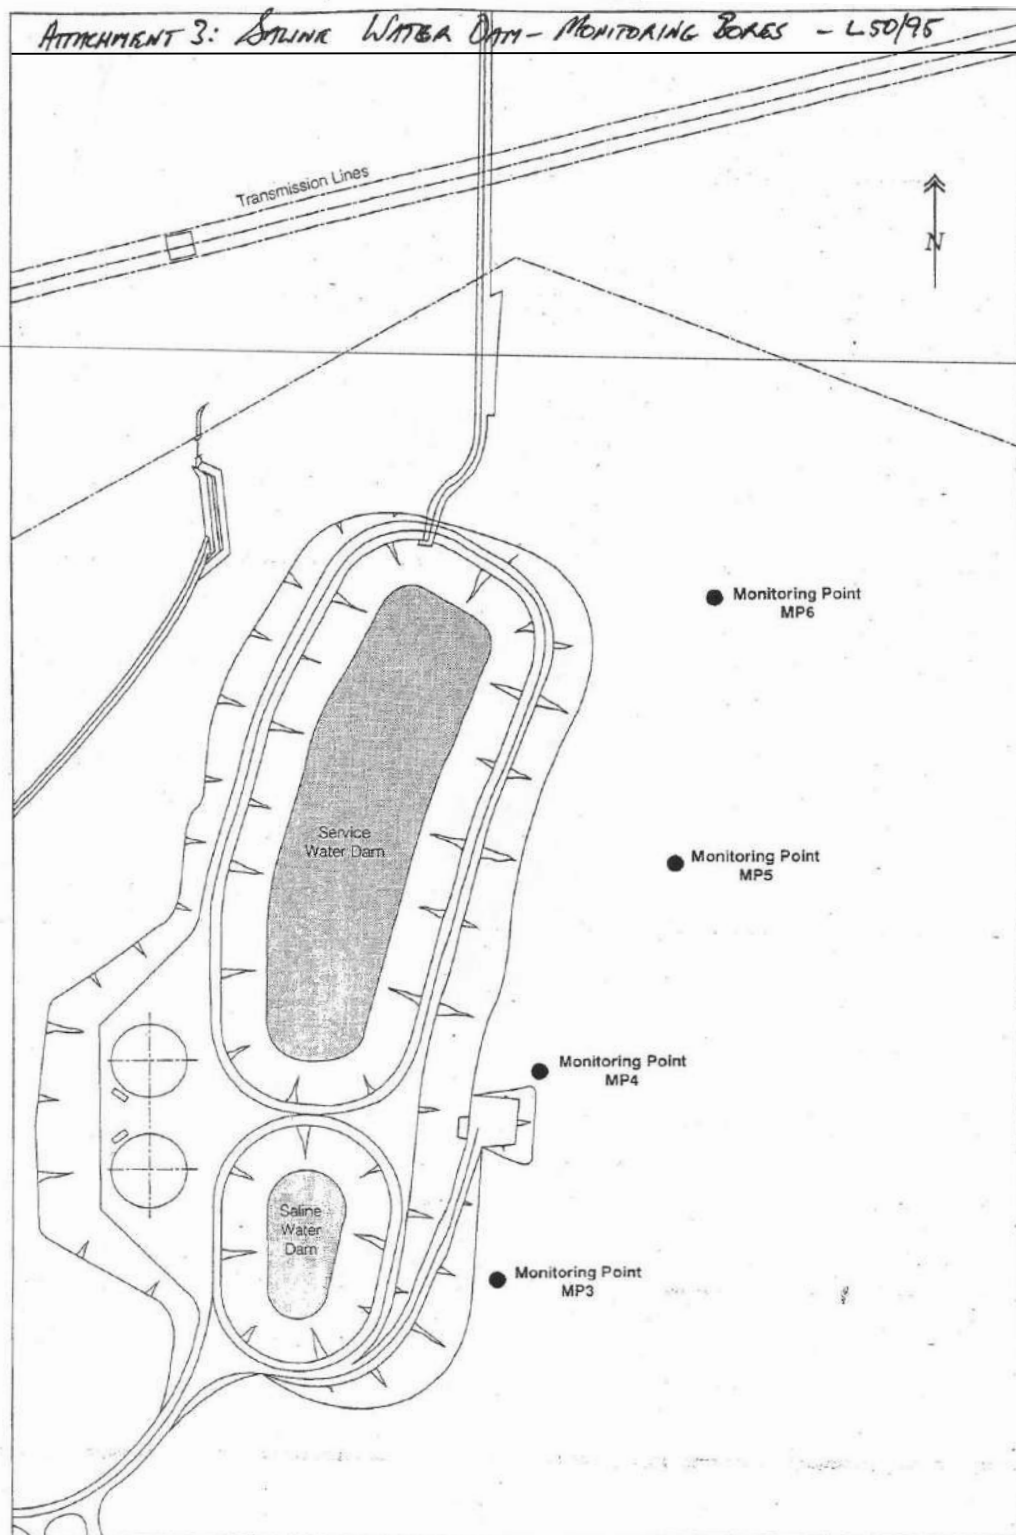 ATTACHMENT 3: SALINE WATER DAM - MONITORING BORES - L50/95
Transmission Lines
N
Monitoring Point
MP6
Service
Water Dam
Monitoring Point
MP5
Monitoring Point
MP4
Saline
Water
Dam
Monitoring Point
MP3